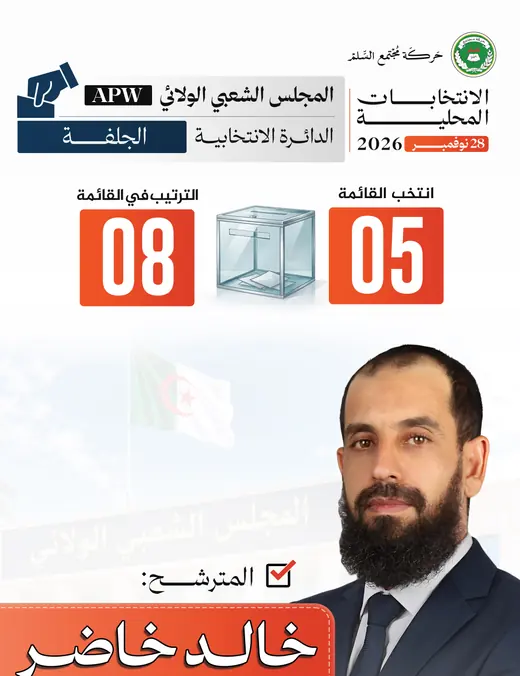 حركة مجتمع السلم
الانتخابات
المحلية
28 نوفمبر 2026
المجلس الشعبي الولائي APW
الدائرة الانتخابية الجلفة
انتخب القائمة
05
الترتيب في القائمة
08
المجلس الشعبي الولائي
المترشح:
خالد خاضر